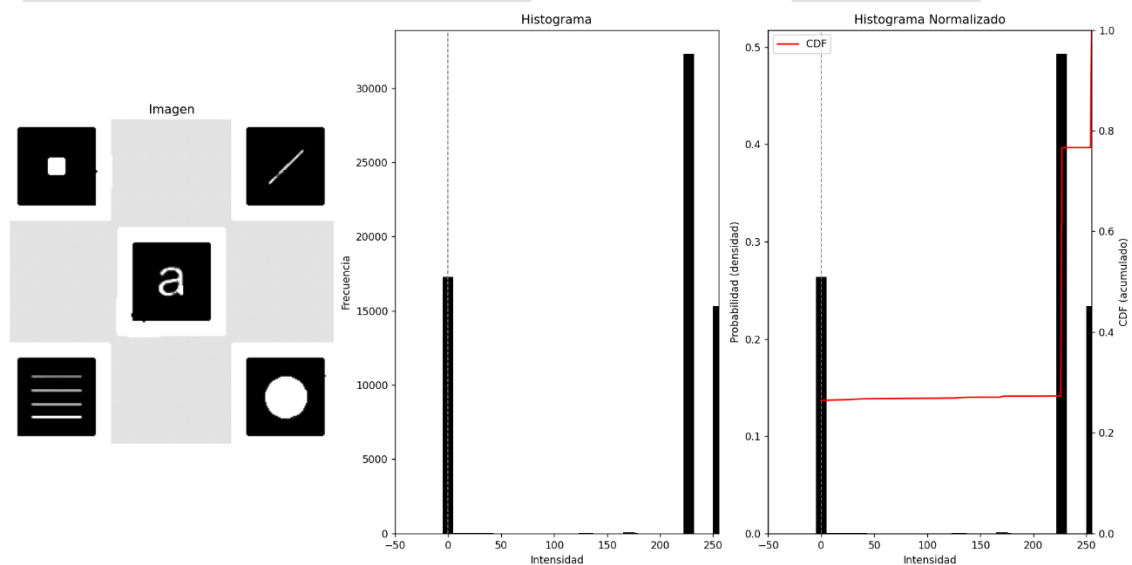 Imagen
a
Histograma
Frecuencia
30000
25000
20000
15000
10000
5000
0
-50 0 50 100 150 200 250
Intensidad
Histograma Normalizado
CDF
Probabilidad (densidad)
0.5
0.4
0.3
0.2
0.1
0.0
-50 0 50 100 150 200 250
Intensidad
CDF (acumulado)
1.0
0.8
0.6
0.4
0.2
0.0